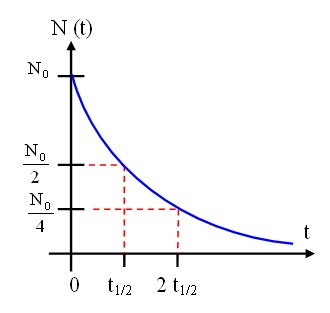 N (t)
N₀
N₀/2
N₀/4
t
0 t₁/₂ 2 t₁/₂